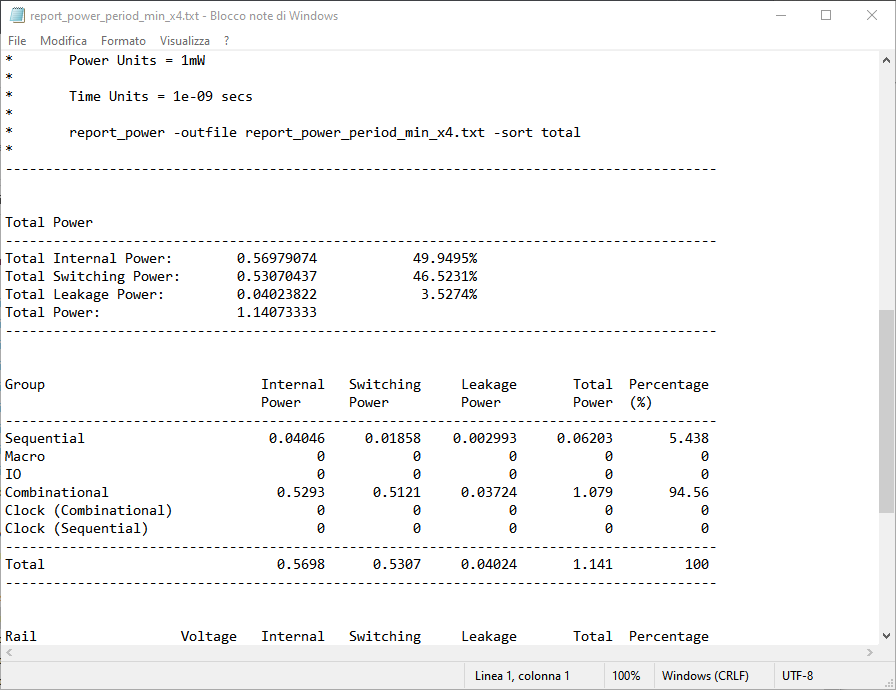 report_power_period_min_x4.txt - Blocco note di Windows
File Modifica Formato Visualizza ?
* Power Units = 1mW
*
* Time Units = 1e-09 secs
*
* report_power -outfile report_power_period_min_x4.txt -sort total
*
-----------------------------------------------------------------------------------------
Total Power
-----------------------------------------------------------------------------------------
Total Internal Power: 0.56979074 49.9495%
Total Switching Power: 0.53070437 46.5231%
Total Leakage Power: 0.04023822 3.5274%
Total Power: 1.14073333
-----------------------------------------------------------------------------------------
Group Internal Switching Leakage Total Percentage
Power Power Power Power (%)
-----------------------------------------------------------------------------------------
Sequential 0.04046 0.01858 0.002993 0.06203 5.438
Macro 0 0 0 0 0
IO 0 0 0 0 0
Combinational 0.5293 0.5121 0.03724 1.079 94.56
Clock (Combinational) 0 0 0 0 0
Clock (Sequential) 0 0 0 0 0
-----------------------------------------------------------------------------------------
Total 0.5698 0.5307 0.04024 1.141 100
-----------------------------------------------------------------------------------------
Rail Voltage Internal Switching Leakage Total Percentage
Linea 1, colonna 1 100% Windows (CRLF) UTF-8